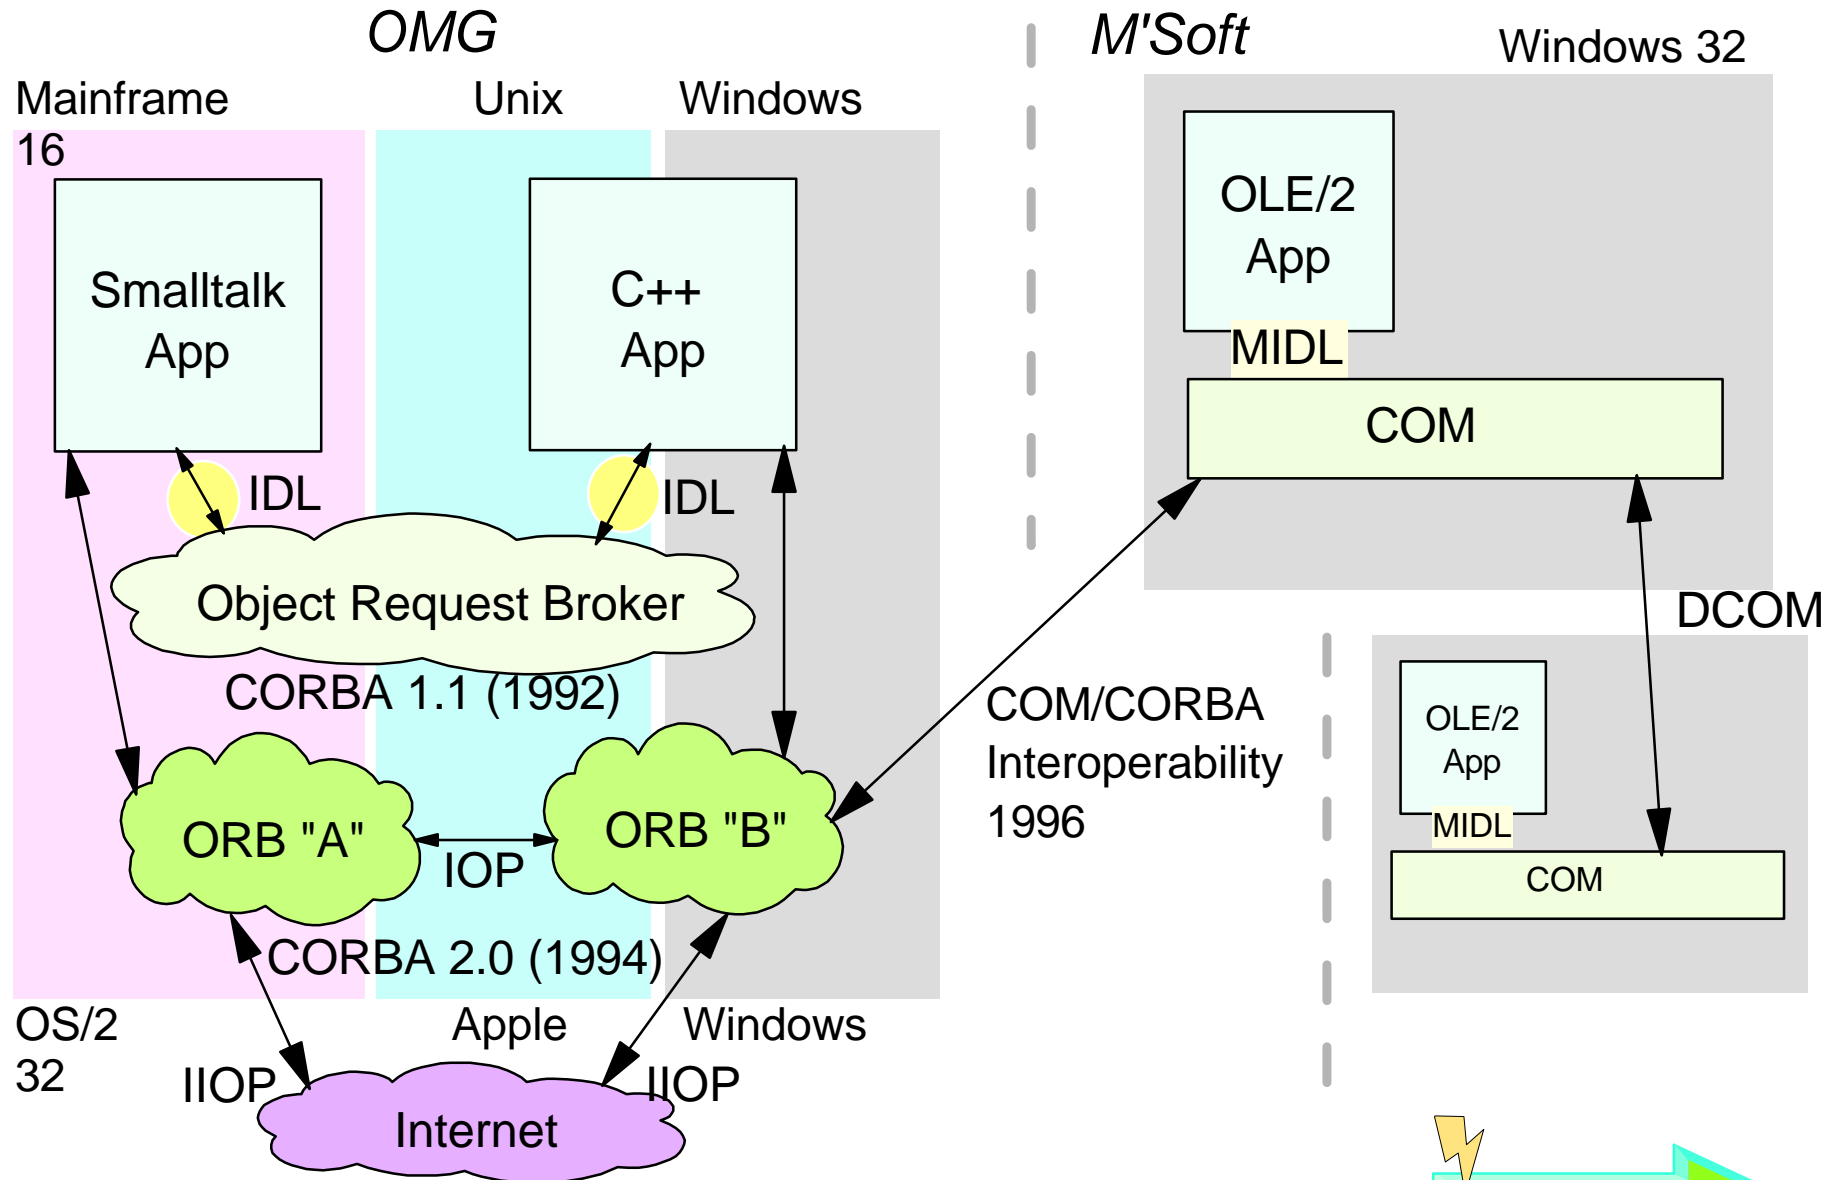 OMG
M'Soft
Windows 32
Mainframe Unix Windows
16
Smalltalk
App
C++
App
OLE/2
App
MIDL
COM
IDL
IDL
Object Request Broker
CORBA 1.1 (1992)
DCOM
COM/CORBA
Interoperability
1996
OLE/2
App
MIDL
COM
ORB "A"
IOP
ORB "B"
CORBA 2.0 (1994)
OS/2 Apple Windows
32
IIOP
IIOP
Internet